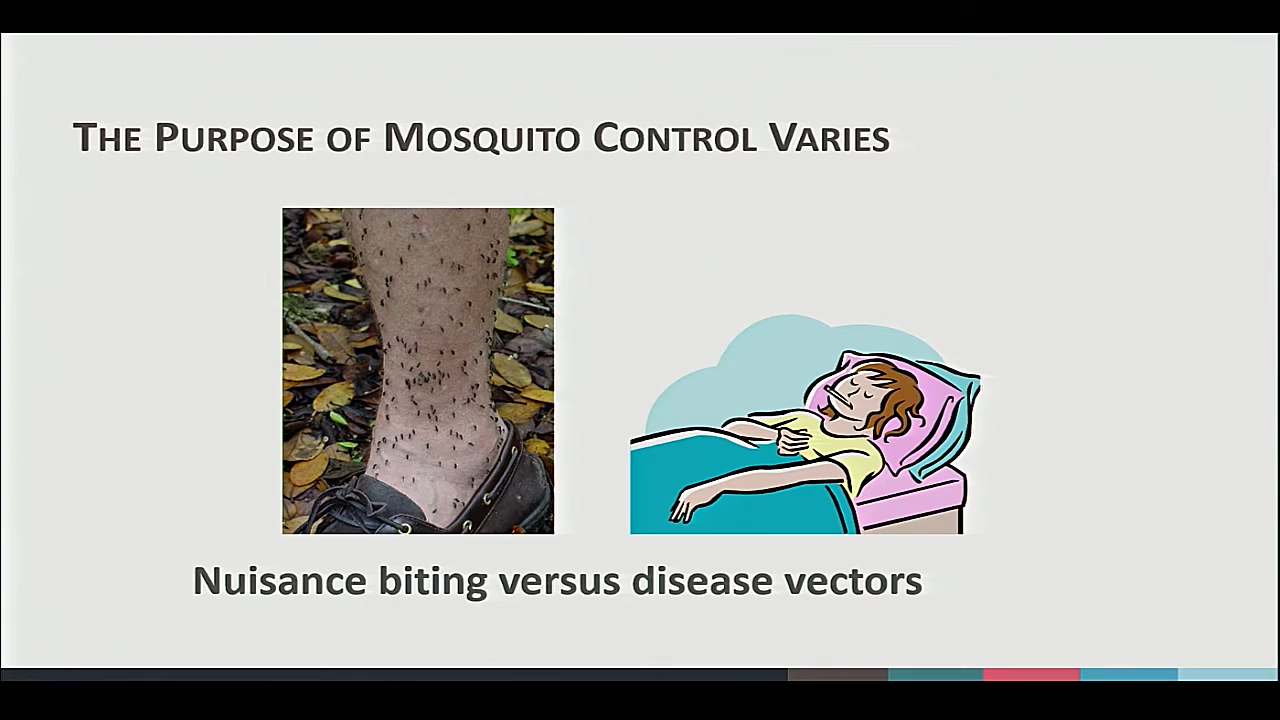 The Purpose of Mosquito Control Varies
Nuisance biting versus disease vectors